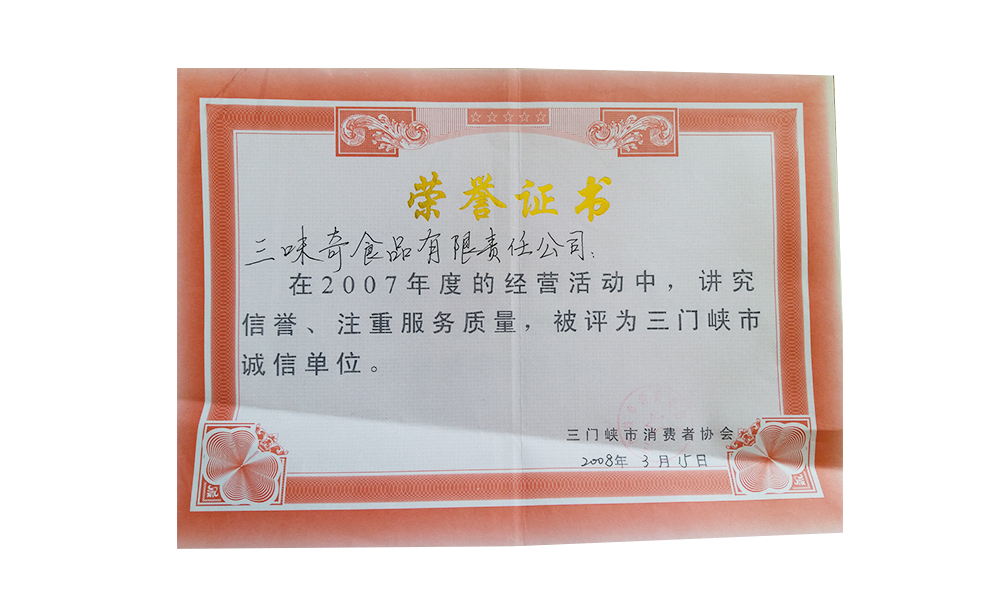 荣誉证书
三味奇食品有限责任公司:
在2007年度的经营活动中，讲究
信誉、注重服务质量，被评为三门峡市
诚信单位。
三门峡市消费者协会
2008年 3月15日